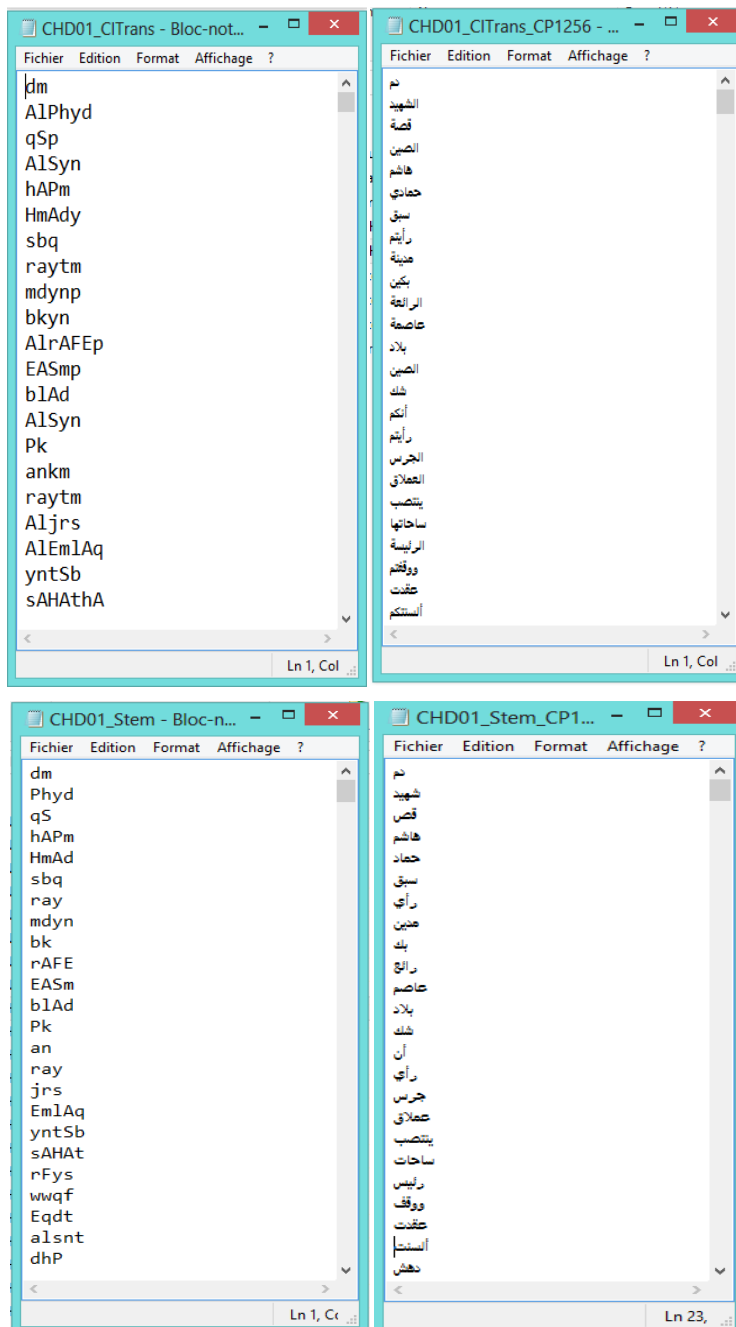 CHD01_ClTrans - Bloc-not...
Fichier Edition Format Affichage ?
dm
AlPhyd
qSp
AlSyn
hAPm
HmAdy
sbq
raytm
mdynp
bkyn
AlrAFEp
EASmp
blAd
AlSyn
Pk
ankm
raytm
Aljrs
AlEmlAq
yntSb
sAHAthA
Ln 1, Col
CHD01_ClTrans_CP1256 - ...
Fichier Edition Format Affichage ?
دم
الشهيد
قصة
الصين
هاشم
حمادي
سبق
رأيتم
مدينة
بكين
الرائعة
عاصمة
بلاد
الصين
شك
أنكم
رأيتم
الجرس
العملاق
ينتصب
ساحاتها
الرئيسة
ووقفتم
عقدت
ألسنتكم
Ln 1, Col
CHD01_Stem - Bloc-n...
Fichier Edition Format Affichage ?
dm
Phyd
qS
hAPm
HmAd
sbq
ray
mdyn
bk
rAFE
EASm
blAd
Pk
an
ray
jrs
EmlAq
yntSb
sAHAt
rFys
wwqf
Eqdt
alsnt
dhP
Ln 1, Cc
CHD01_Stem_CP1...
Fichier Edition Format Affichage ?
دم
شهيد
قص
هاشم
حماد
سبق
رأي
مدين
بك
رائع
عاصم
بلاد
شك
أن
رأي
جرس
عملاق
ينتصب
ساحات
رئيس
ووقف
عقدت
ألسنت
دهش
Ln 23,